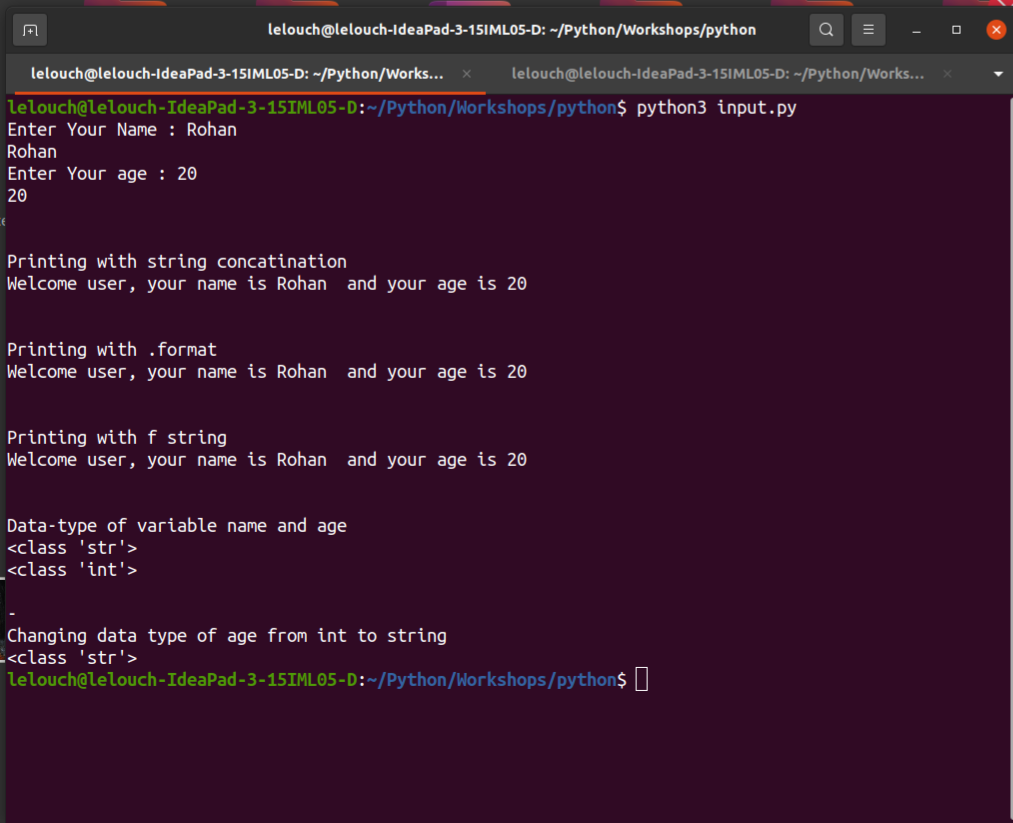 lelouch@lelouch-IdeaPad-3-15IML05-D: ~/Python/Workshops/python
lelouch@lelouch-IdeaPad-3-15IML05-D: ~/Python/Works...
lelouch@lelouch-IdeaPad-3-15IML05-D: ~/Python/Works...
lelouch@lelouch-IdeaPad-3-15IML05-D:~/Python/Workshops/python$ python3 input.py
Enter Your Name : Rohan
Rohan
Enter Your age : 20
20
Printing with string concatination
Welcome user, your name is Rohan  and your age is 20
Printing with .format
Welcome user, your name is Rohan  and your age is 20
Printing with f string
Welcome user, your name is Rohan  and your age is 20
Data-type of variable name and age
<class 'str'>
<class 'int'>
-
Changing data type of age from int to string
<class 'str'>
lelouch@lelouch-IdeaPad-3-15IML05-D:~/Python/Workshops/python$